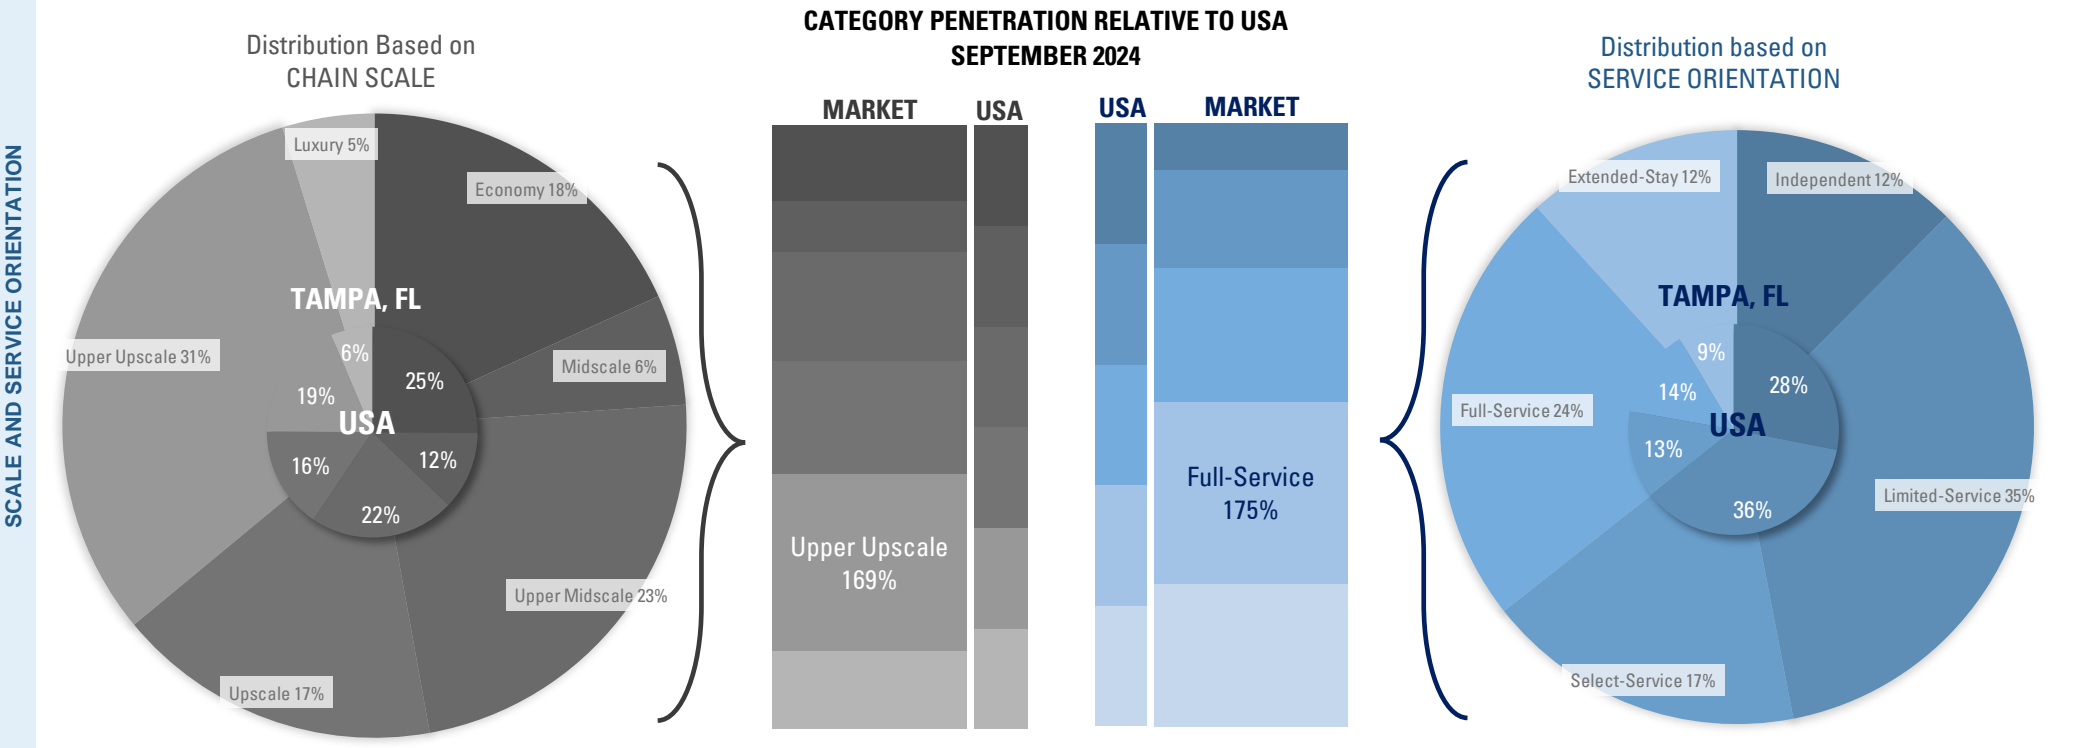 SCALE AND SERVICE ORIENTATION
Distribution Based on
CHAIN SCALE
Luxury 5%
Economy 18%
Midscale 6%
Upper Midscale 23%
Upscale 17%
Upper Upscale 31%
TAMPA, FL
6%
25%
19%
USA
12%
16%
22%
CATEGORY PENETRATION RELATIVE TO USA
SEPTEMBER 2024
MARKET
USA
Upper Upscale
169%
USA
MARKET
Full-Service
175%
Distribution based on
SERVICE ORIENTATION
Extended-Stay 12%
Independent 12%
Full-Service 24%
Limited-Service 35%
Select-Service 17%
TAMPA, FL
9%
28%
14%
USA
13%
36%